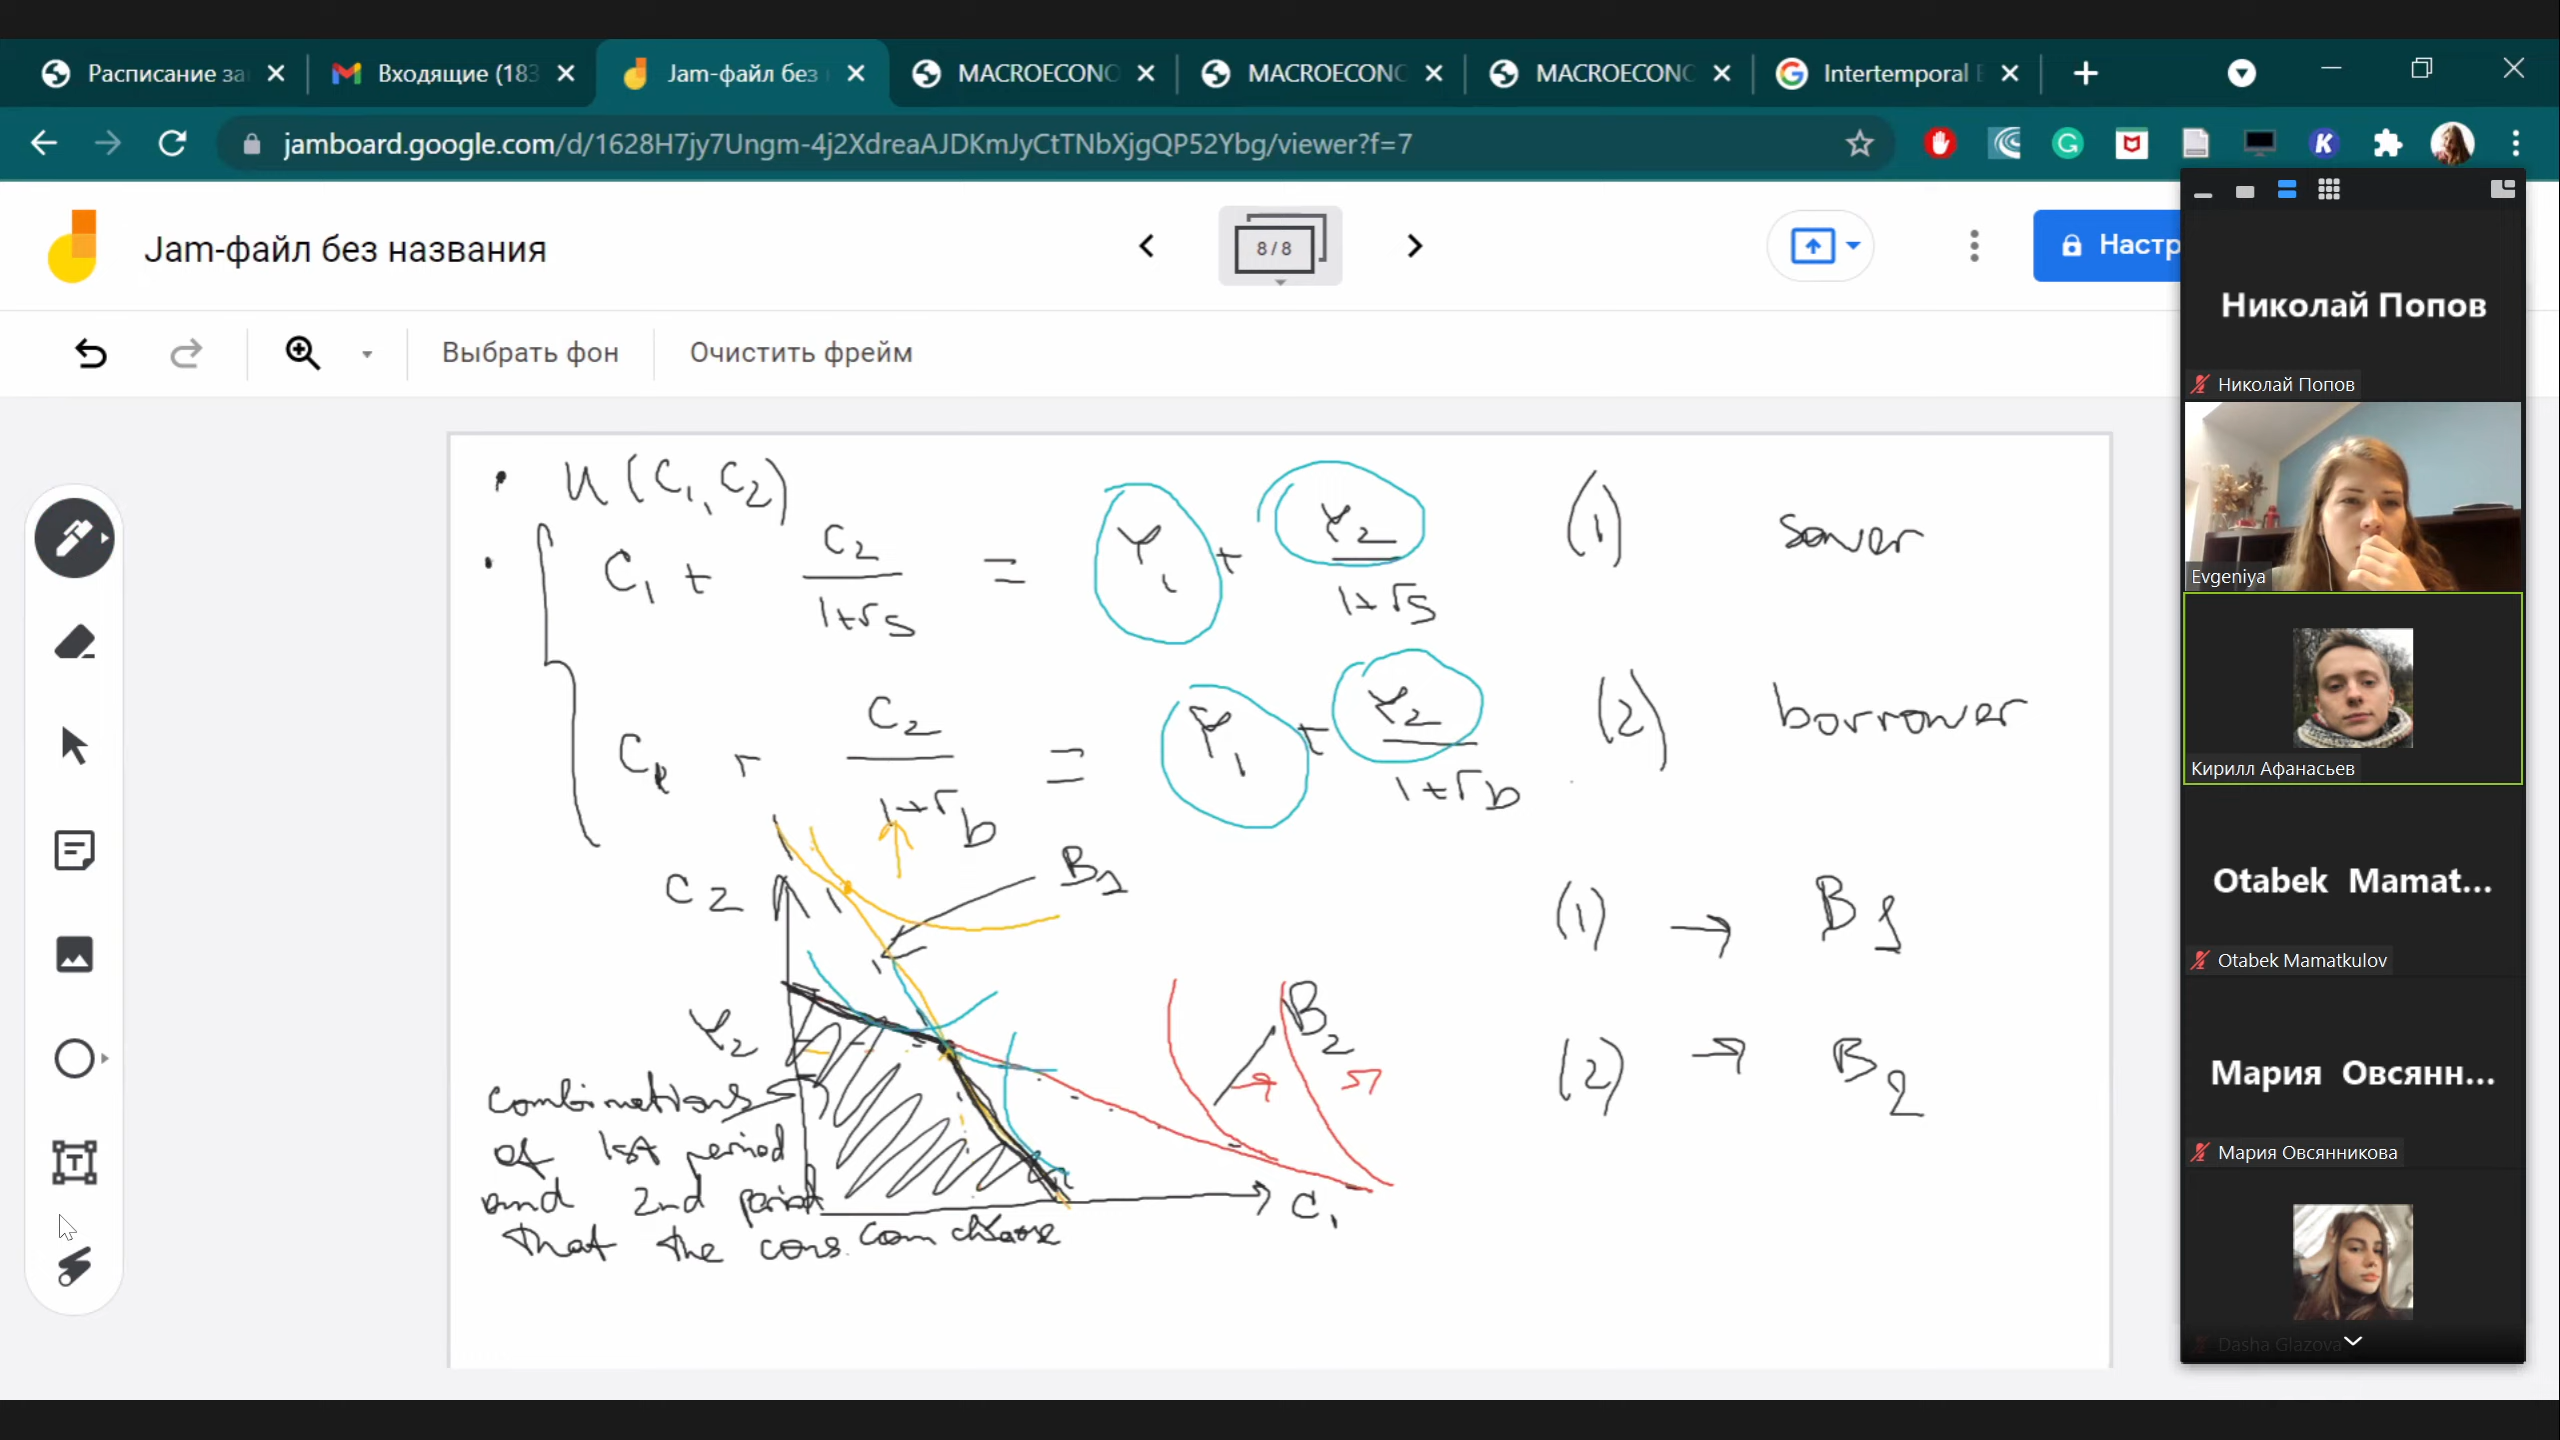 Расписание за
Входящие (183
Jam-файл без
MACROECONO
MACROECONC
MACROECONC
Intertemporal
jamboard.google.com/d/1628H7jy7Ungm-4j2XdreaAJDKmJyCtTNbXjgQP52Ybg/viewer?f=7
Jam-файл без названия
8 / 8
Настр
Выбрать фон
Очистить фрейм
• U (C₁, C₂)
• C₁ + C₂/1+rs = Y₁ + Y₂/1+rs (1) saver
C₁ + C₂/1+rb = Y₁ + Y₂/1+rb (2) borrower
B₁
C₂
(1) → B₁
Y₂
B₂
(2) → B₂
combinations
of 1st period
and 2nd period
that the cons. can choose
C₁
Николай Попов
Николай Попов
Evgeniya
Кирилл Афанасьев
Otabek Mamat...
Otabek Mamatkulov
Мария Овсянн...
Мария Овсянникова
Dasha Glazova